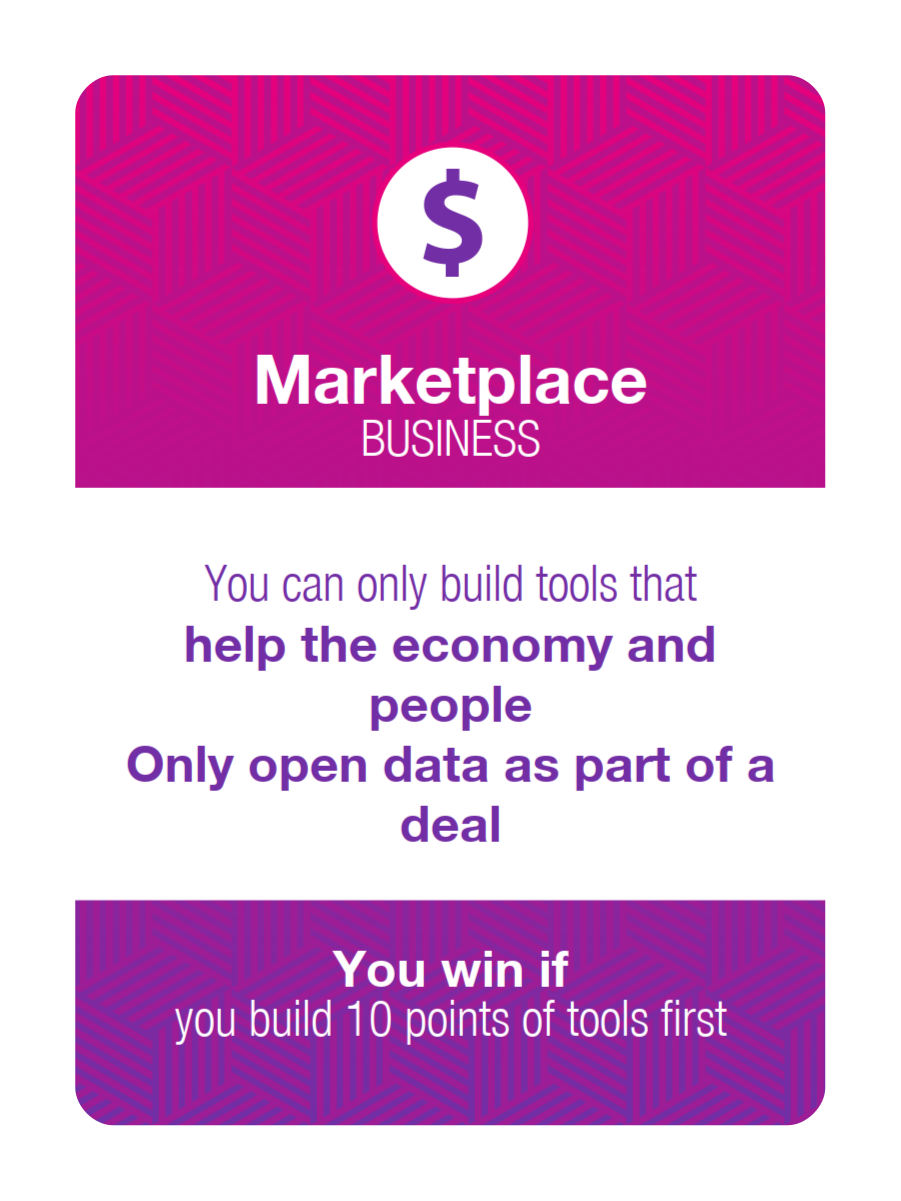 $
Marketplace
BUSINESS
You can only build tools that
help the economy and
people
Only open data as part of a
deal
You win if
you build 10 points of tools first